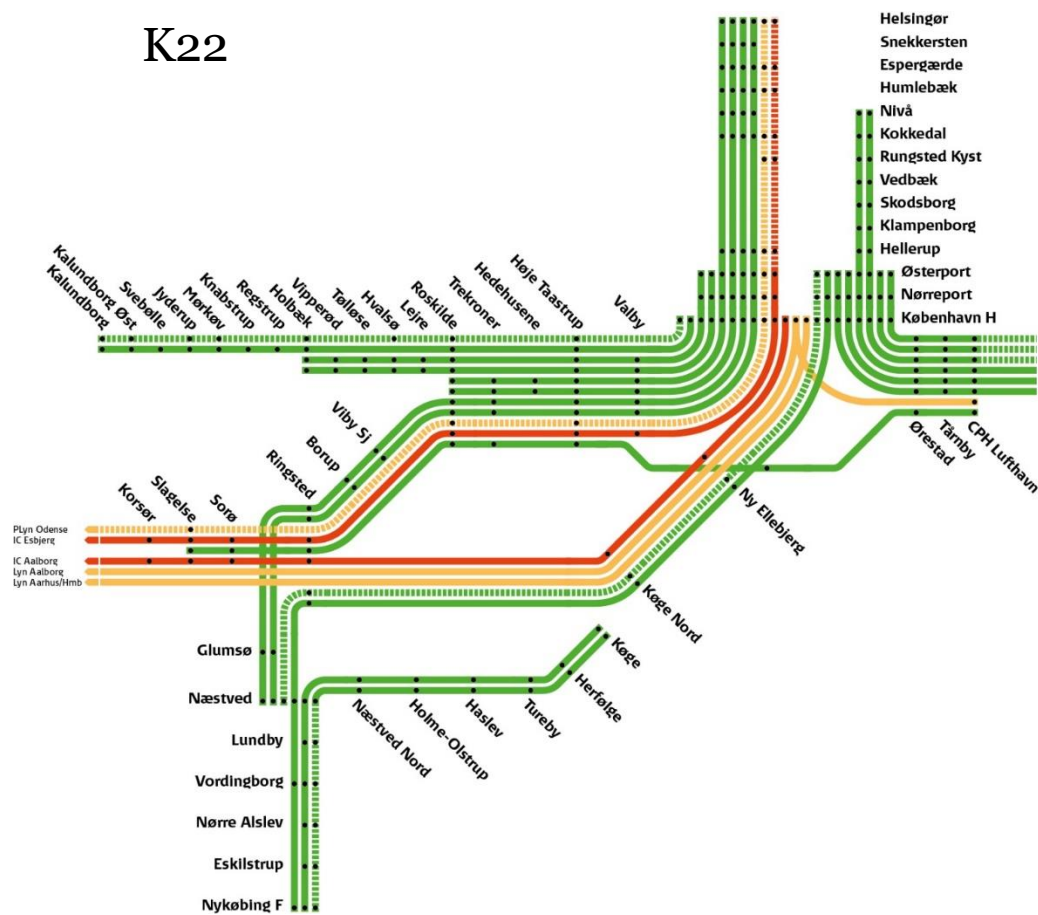 K22
Helsingør
Snekkersten
Espergærde
Humlebæk
Nivå
Kokkedal
Rungsted Kyst
Vedbæk
Skodsborg
Klampenborg
Hellerup
Østerport
Nørreport
København H
Kalundborg
Kalundborg Øst
Svebølle
Jyderup
Mørkøv
Knabstrup
Regstrup
Holbæk
Vipperød
Tølløse
Hvalsø
Lejre
Roskilde
Trekroner
Hedehusene
Høje Taastrup
Valby
Viby Sj
Borup
Ringsted
Sorø
Slagelse
Korsør
Ørestad
Tårnby
CPH Lufthavn
Ny Ellebjerg
PLyn Odense
IC Esbjerg
IC Aalborg
Lyn Aalborg
Lyn Aarhus/Hmb
Køge Nord
Glumsø
Køge
Herfølge
Tureby
Haslev
Holme-Olstrup
Næstved Nord
Næstved
Lundby
Vordingborg
Nørre Alslev
Eskilstrup
Nykøbing F